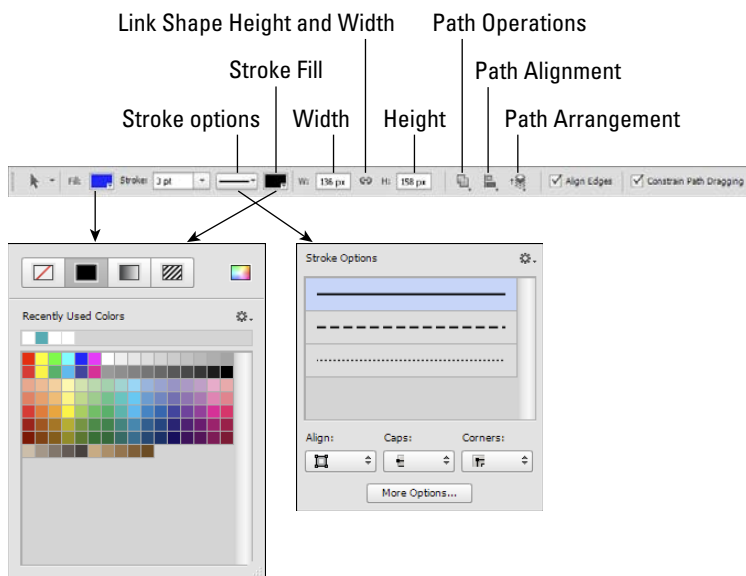 Link Shape Height and Width Path Operations
Stroke Fill Path Alignment
Stroke options Width Height Path Arrangement
Fill: Stroke: 3 pt W: 136 px H: 158 px Align Edges Constrain Path Dragging
Stroke Options
Recently Used Colors
Align: Caps: Corners:
More Options...